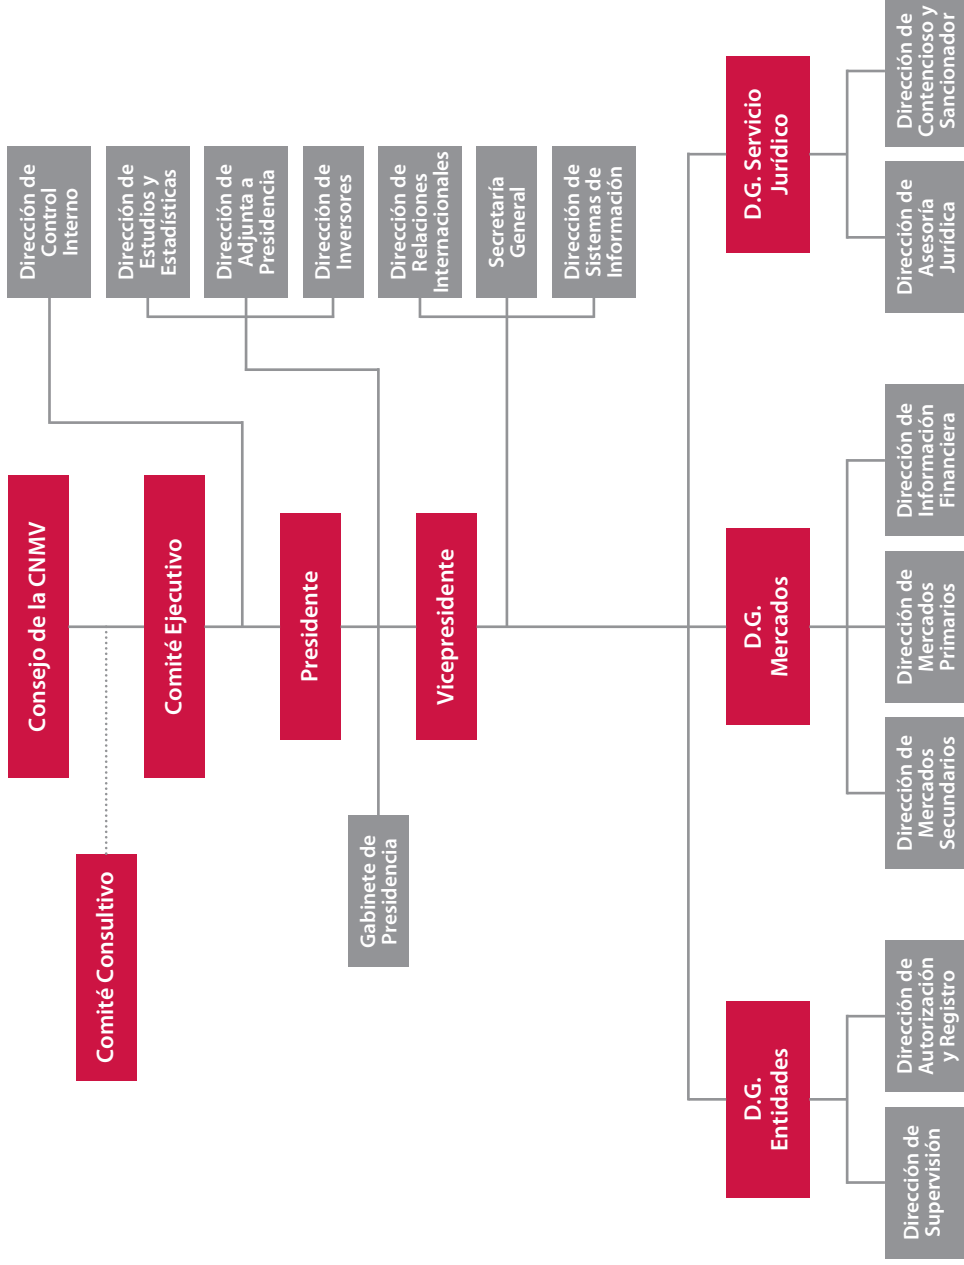 Consejo de la CNMV
Comité Consultivo
Comité Ejecutivo
Dirección de
Control
Interno
Presidente
Gabinete de
Presidencia
Dirección de
Estudios y
Estadísticas
Dirección de
Adjunta a
Presidencia
Dirección de
Inversores
Vicepresidente
Dirección de
Relaciones
Internacionales
Secretaría
General
Dirección de
Sistemas de
Información
D.G.
Entidades
D.G.
Mercados
D.G. Servicio
Jurídico
Dirección de
Supervisión
Dirección de
Autorización
y Registro
Dirección de
Mercados
Secundarios
Dirección de
Mercados
Primarios
Dirección de
Información
Financiera
Dirección de
Asesoría
Jurídica
Dirección de
Contencioso y
Sancionador